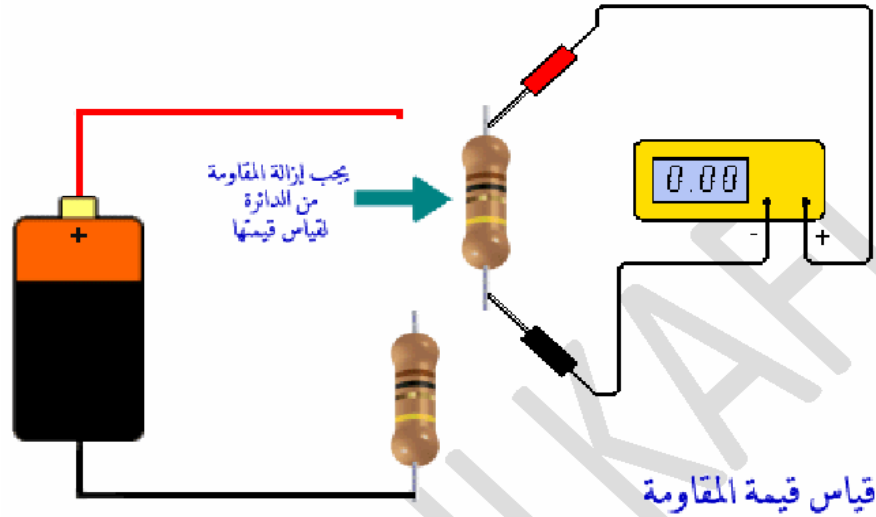 يجب إزالة المقاومة
من الدائرة
لقياس قيمتها
0.00
- +
+
قياس قيمة المقاومة